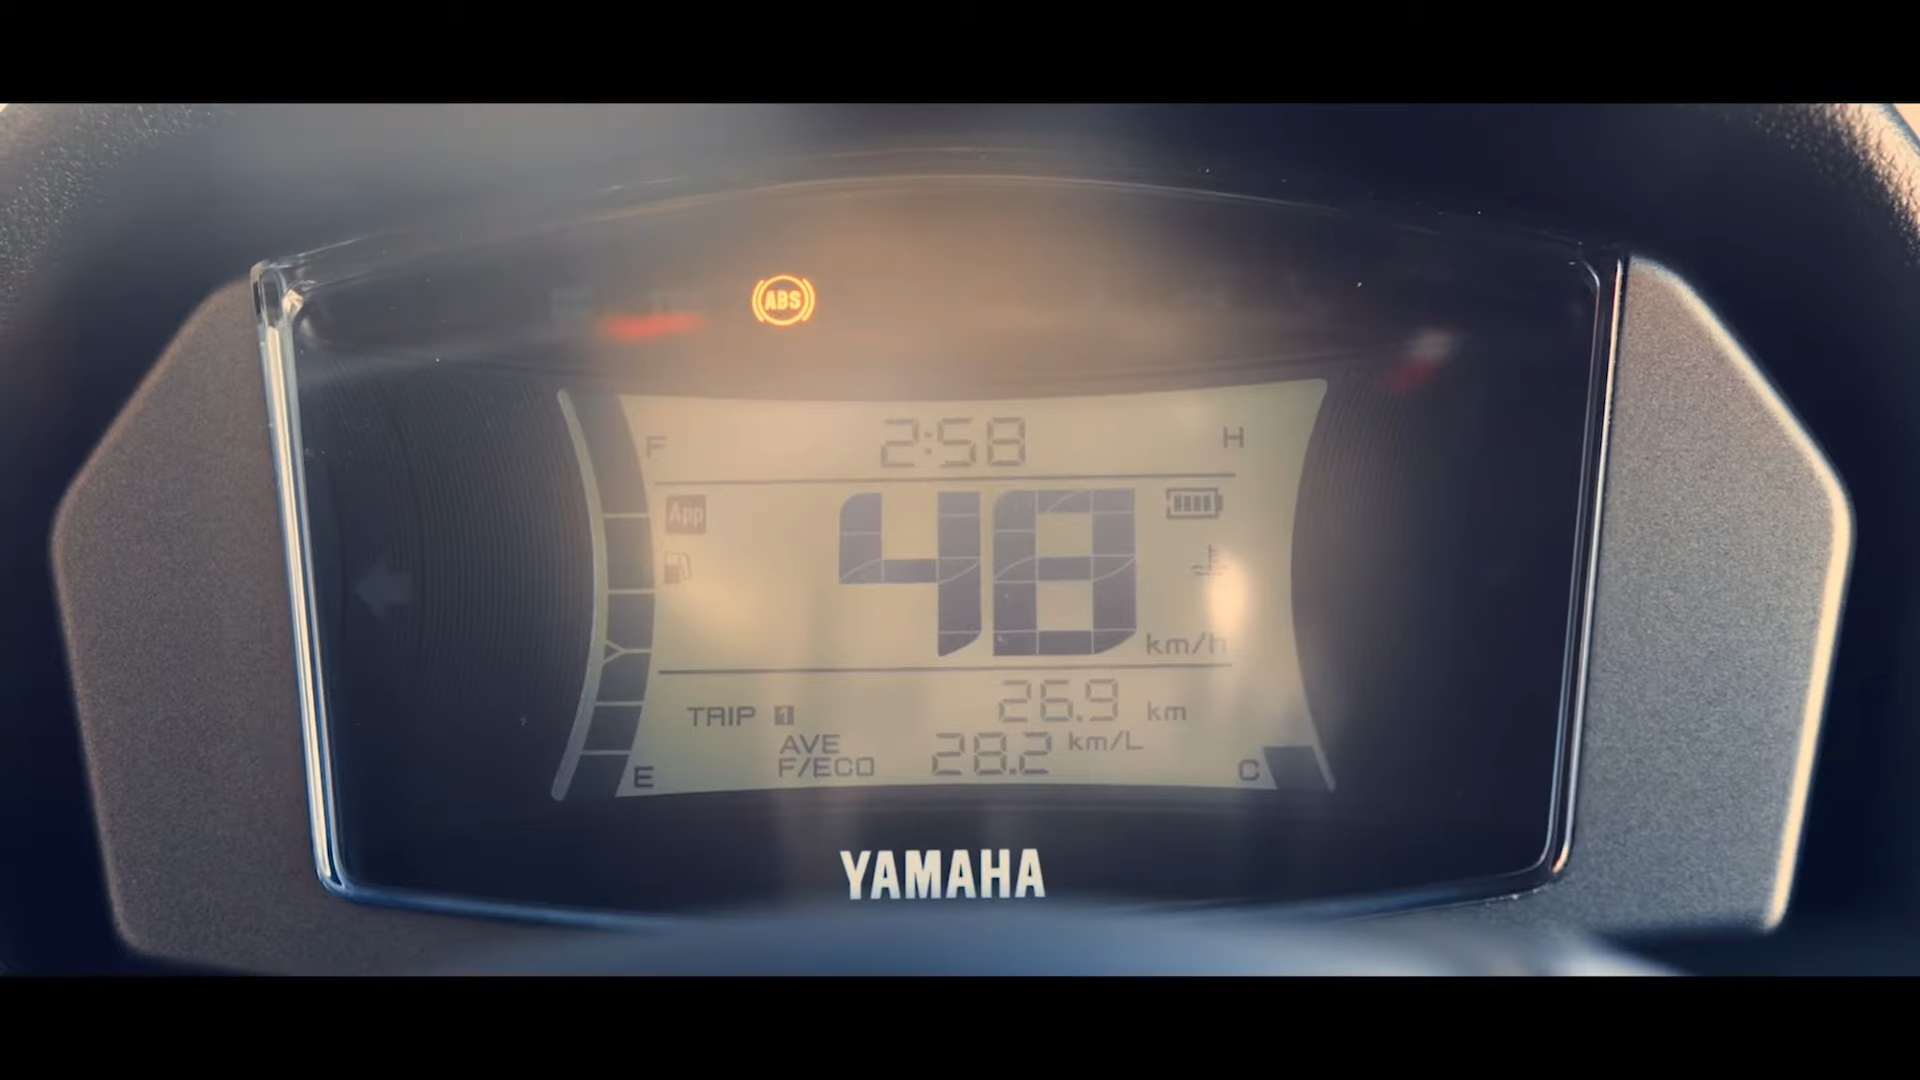 ABS
F 2:58 H
App
48 km/h
TRIP 1 26.9 km
AVE F/ECO 28.2 km/L
E C
YAMAHA